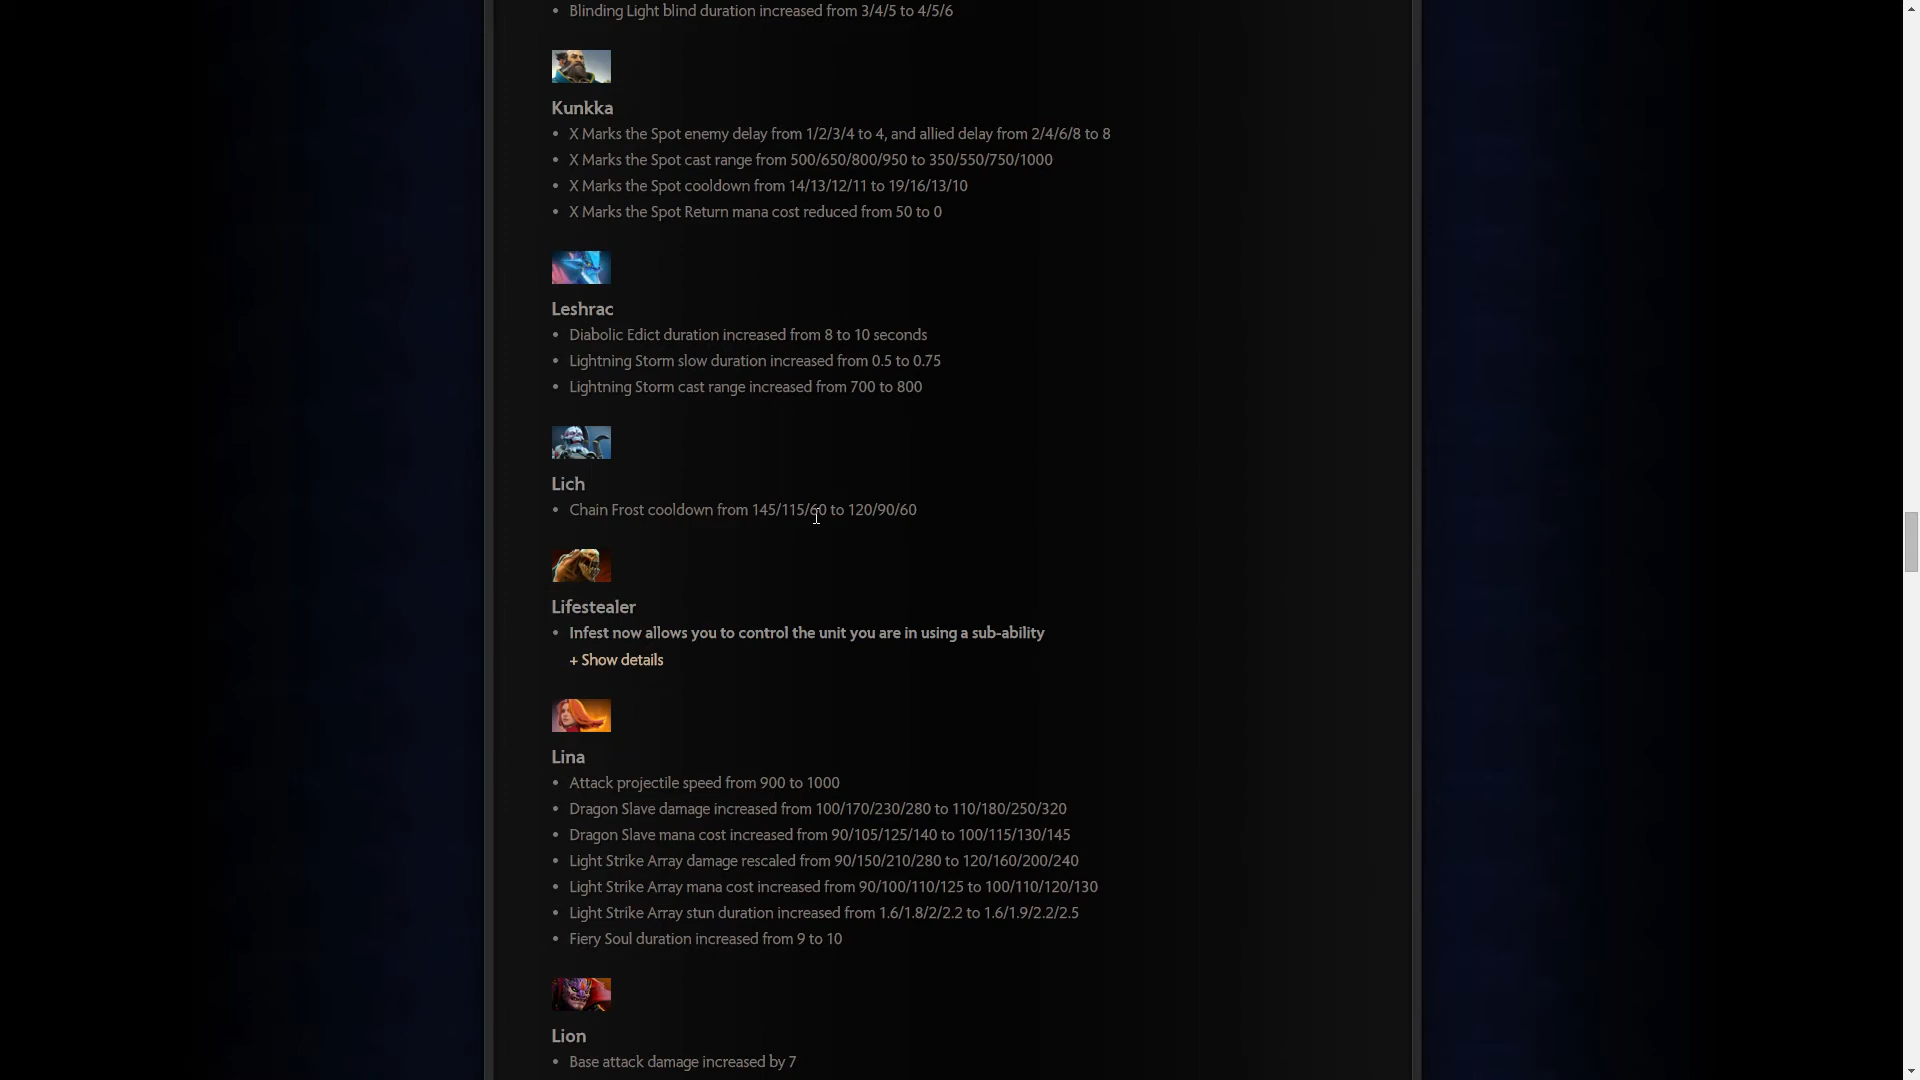 • Blinding Light blind duration increased from 3/4/5 to 4/5/6
Kunkka
• X Marks the Spot enemy delay from 1/2/3/4 to 4, and allied delay from 2/4/6/8 to 8
• X Marks the Spot cast range from 500/650/800/950 to 350/550/750/1000
• X Marks the Spot cooldown from 14/13/12/11 to 19/16/13/10
• X Marks the Spot Return mana cost reduced from 50 to 0
Leshrac
• Diabolic Edict duration increased from 8 to 10 seconds
• Lightning Storm slow duration increased from 0.5 to 0.75
• Lightning Storm cast range increased from 700 to 800
Lich
• Chain Frost cooldown from 145/115/60 to 120/90/60
Lifestealer
• Infest now allows you to control the unit you are in using a sub-ability
+ Show details
Lina
• Attack projectile speed from 900 to 1000
• Dragon Slave damage increased from 100/170/230/280 to 110/180/250/320
• Dragon Slave mana cost increased from 90/105/125/140 to 100/115/130/145
• Light Strike Array damage rescaled from 90/150/210/280 to 120/160/200/240
• Light Strike Array mana cost increased from 90/100/110/125 to 100/110/120/130
• Light Strike Array stun duration increased from 1.6/1.8/2/2.2 to 1.6/1.9/2.2/2.5
• Fiery Soul duration increased from 9 to 10
Lion
• Base attack damage increased by 7